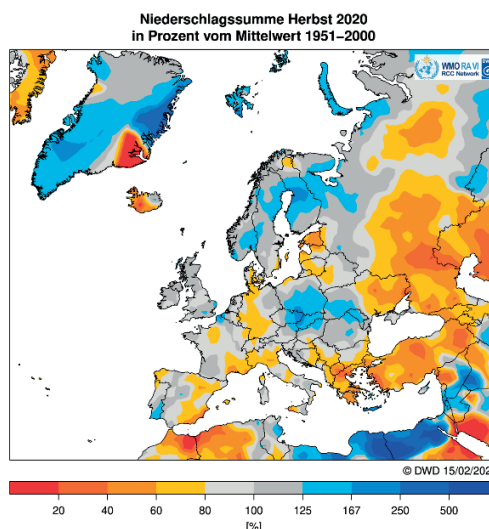 Niederschlagssumme Herbst 2020
in Prozent vom Mittelwert 1951–2000
WMO RA VI
RCC Network
© DWD 15/02/202
20 40 60 80 100 125 167 250 500
[%]